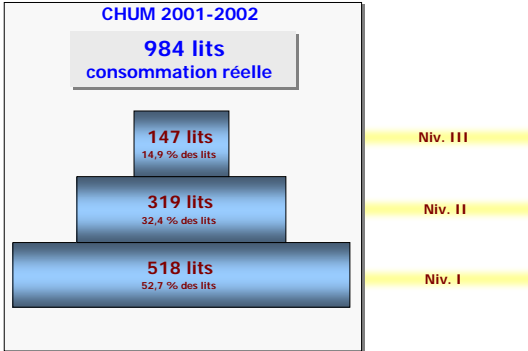 CHUM 2001-2002
984 lits
consommation réelle
147 lits
14,9 % des lits
Niv. III
319 lits
32,4 % des lits
Niv. II
518 lits
52,7 % des lits
Niv. I